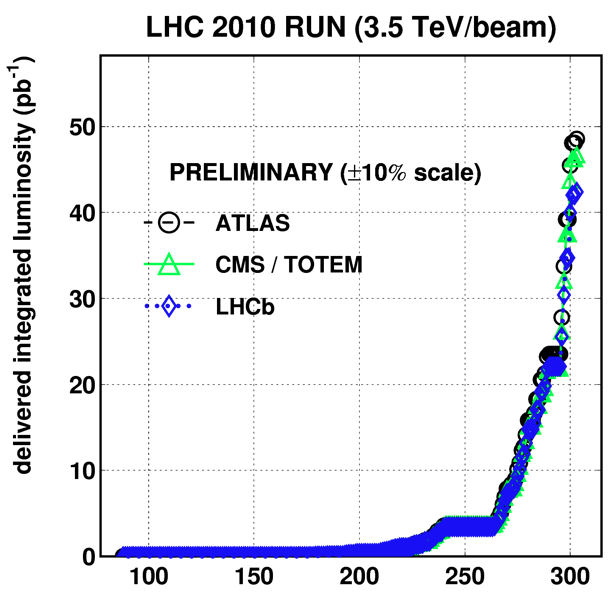 LHC 2010 RUN (3.5 TeV/beam)
delivered integrated luminosity (pb⁻¹)
50
40
30
20
10
0
PRELIMINARY (±10% scale)
ATLAS
CMS / TOTEM
LHCb
100 150 200 250 300